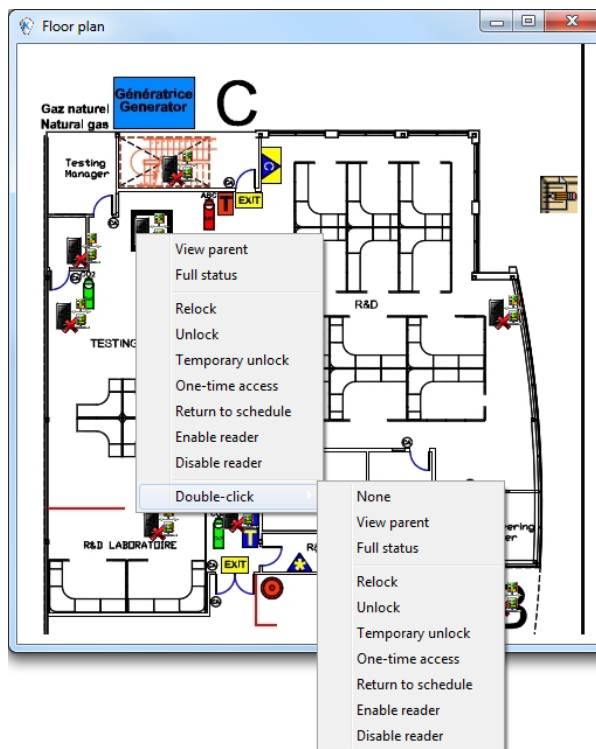 Floor plan
Génératrice
Generator
C
Gaz naturel
Natural gas
Testing
Manager
EXIT
ABC
T
CO2
R&D
TESTING
View parent
Full status
Relock
Unlock
Temporary unlock
One-time access
Return to schedule
Enable reader
Disable reader
Double-click
None
View parent
Full status
Relock
Unlock
Temporary unlock
One-time access
Return to schedule
Enable reader
Disable reader
R&D LABORATOIRE
T
EXIT
B